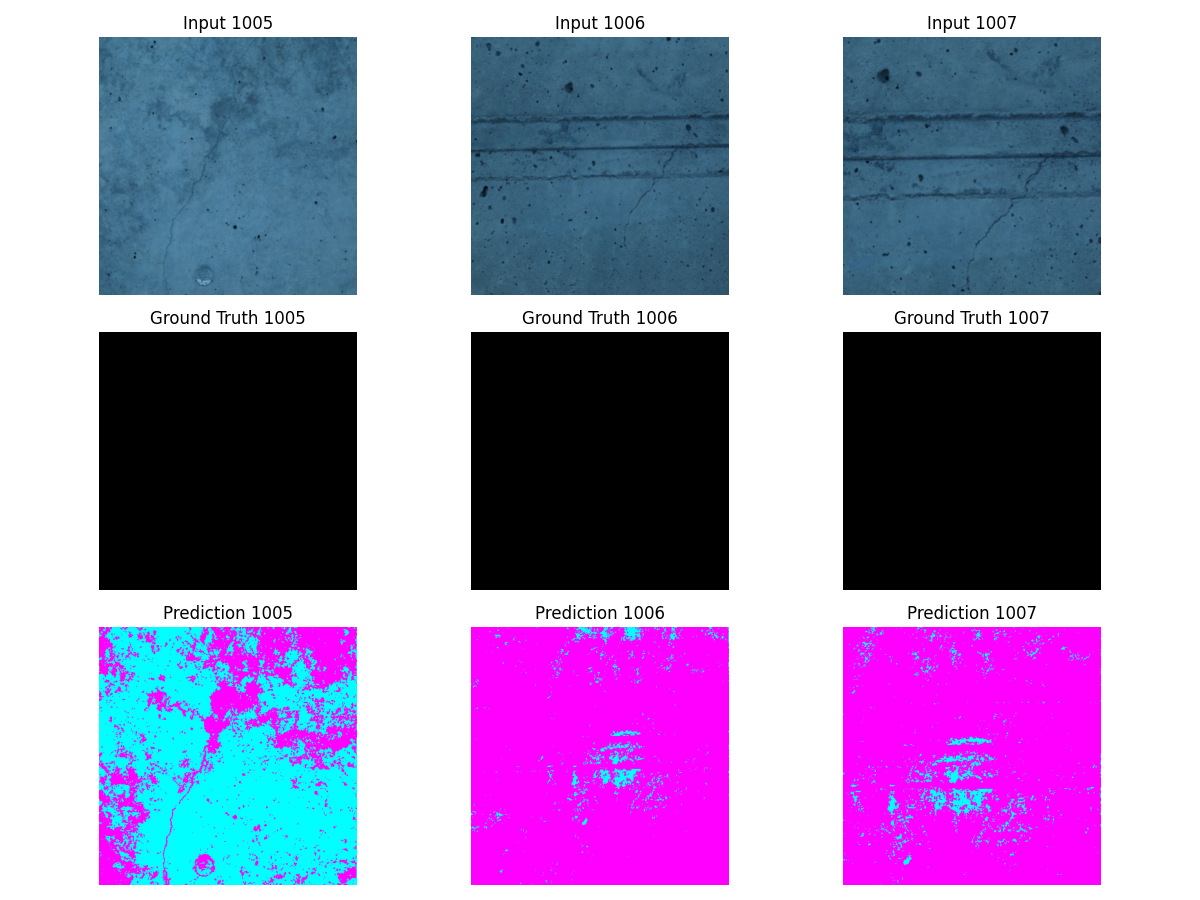 Input 1005
Input 1006
Input 1007
Ground Truth 1005
Ground Truth 1006
Ground Truth 1007
Prediction 1005
Prediction 1006
Prediction 1007